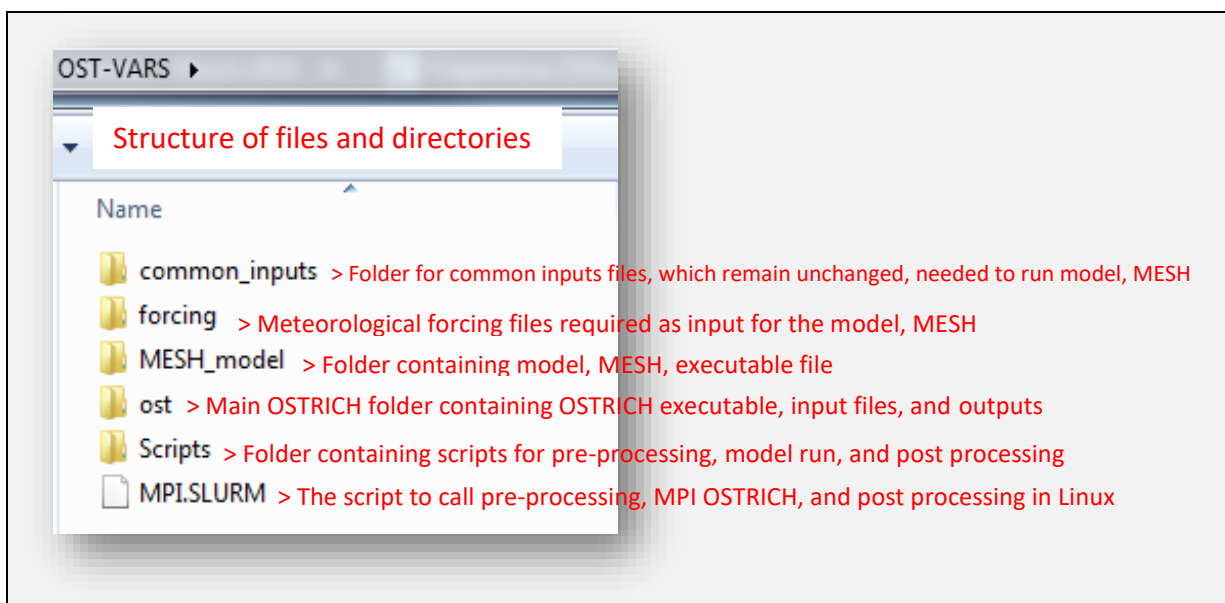 OST-VARS
Structure of files and directories
Name
common_inputs > Folder for common inputs files, which remain unchanged, needed to run model, MESH
forcing > Meteorological forcing files required as input for the model, MESH
MESH_model > Folder containing model, MESH, executable file
ost > Main OSTRICH folder containing OSTRICH executable, input files, and outputs
Scripts > Folder containing scripts for pre-processing, model run, and post processing
MPI.SLURM > The script to call pre-processing, MPI OSTRICH, and post processing in Linux